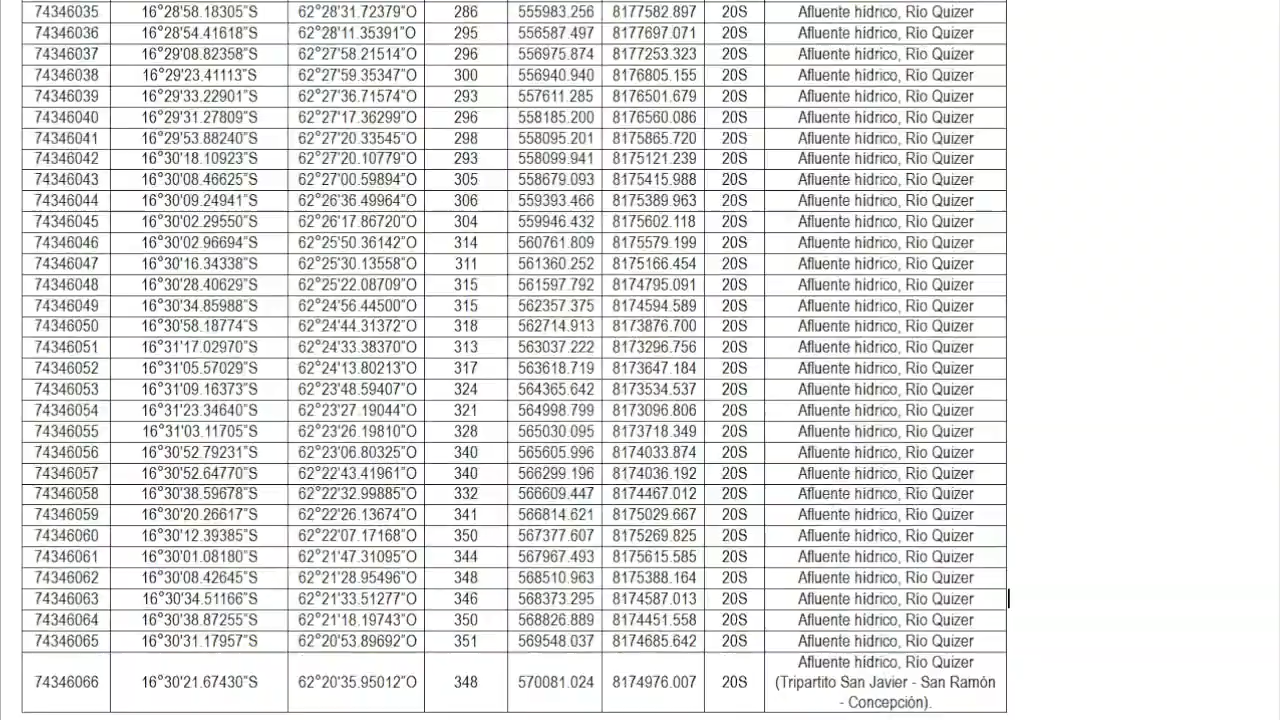 74346035 16°28'58.18305"S 62°28'31.72379"O 286 555983.256 8177582.897 20S Afluente hídrico, Río Quizer
74346036 16°28'54.41618"S 62°28'11.35391"O 295 556587.497 8177697.071 20S Afluente hídrico, Río Quizer
74346037 16°29'08.82358"S 62°27'58.21514"O 296 556975.874 8177253.323 20S Afluente hídrico, Río Quizer
74346038 16°29'23.41113"S 62°27'59.35347"O 300 556940.940 8176805.155 20S Afluente hídrico, Río Quizer
74346039 16°29'33.22901"S 62°27'36.71574"O 293 557611.285 8176501.679 20S Afluente hídrico, Río Quizer
74346040 16°29'31.27809"S 62°27'17.36299"O 296 558185.200 8176560.086 20S Afluente hídrico, Río Quizer
74346041 16°29'53.88240"S 62°27'20.33545"O 298 558095.201 8175865.720 20S Afluente hídrico, Río Quizer
74346042 16°30'18.10923"S 62°27'20.10779"O 293 558099.941 8175121.239 20S Afluente hídrico, Río Quizer
74346043 16°30'08.46625"S 62°27'00.59894"O 305 558679.093 8175415.988 20S Afluente hídrico, Río Quizer
74346044 16°30'09.24941"S 62°26'36.49964"O 306 559393.466 8175389.963 20S Afluente hídrico, Río Quizer
74346045 16°30'02.29550"S 62°26'17.86720"O 304 559946.432 8175602.118 20S Afluente hídrico, Río Quizer
74346046 16°30'02.96694"S 62°25'50.36142"O 314 560761.809 8175579.199 20S Afluente hídrico, Río Quizer
74346047 16°30'16.34338"S 62°25'30.13558"O 311 561360.252 8175166.454 20S Afluente hídrico, Río Quizer
74346048 16°30'28.40629"S 62°25'22.08709"O 315 561597.792 8174795.091 20S Afluente hídrico, Río Quizer
74346049 16°30'34.85988"S 62°24'56.44500"O 315 562357.375 8174594.589 20S Afluente hídrico, Río Quizer
74346050 16°30'58.18774"S 62°24'44.31372"O 318 562714.913 8173876.700 20S Afluente hídrico, Río Quizer
74346051 16°31'17.02970"S 62°24'33.38370"O 313 563037.222 8173296.756 20S Afluente hídrico, Río Quizer
74346052 16°31'05.57029"S 62°24'13.80213"O 317 563618.719 8173647.184 20S Afluente hídrico, Río Quizer
74346053 16°31'09.16373"S 62°23'48.59407"O 324 564365.642 8173534.537 20S Afluente hídrico, Río Quizer
74346054 16°31'23.34640"S 62°23'27.19044"O 321 564998.799 8173096.806 20S Afluente hídrico, Río Quizer
74346055 16°31'03.11705"S 62°23'26.19810"O 328 565030.095 8173718.349 20S Afluente hídrico, Río Quizer
74346056 16°30'52.79231"S 62°23'06.80325"O 340 565605.996 8174033.874 20S Afluente hídrico, Río Quizer
74346057 16°30'52.64770"S 62°22'43.41961"O 340 566299.196 8174036.192 20S Afluente hídrico, Río Quizer
74346058 16°30'38.59678"S 62°22'32.99885"O 332 566609.447 8174467.012 20S Afluente hídrico, Río Quizer
74346059 16°30'20.26617"S 62°22'26.13674"O 341 566814.621 8175029.667 20S Afluente hídrico, Río Quizer
74346060 16°30'12.39385"S 62°22'07.17168"O 350 567377.607 8175269.825 20S Afluente hídrico, Río Quizer
74346061 16°30'01.08180"S 62°21'47.31095"O 344 567967.493 8175615.585 20S Afluente hídrico, Río Quizer
74346062 16°30'08.42645"S 62°21'28.95496"O 348 568510.963 8175388.164 20S Afluente hídrico, Río Quizer
74346063 16°30'34.51166"S 62°21'33.51277"O 346 568373.295 8174587.013 20S Afluente hídrico, Río Quizer
74346064 16°30'38.87255"S 62°21'18.19743"O 350 568826.889 8174451.558 20S Afluente hídrico, Río Quizer
74346065 16°30'31.17957"S 62°20'53.89692"O 351 569548.037 8174685.642 20S Afluente hídrico, Río Quizer
Afluente hídrico, Río Quizer
74346066 16°30'21.67430"S 62°20'35.95012"O 348 570081.024 8174976.007 20S (Tripartito San Javier - San Ramón
- Concepción).